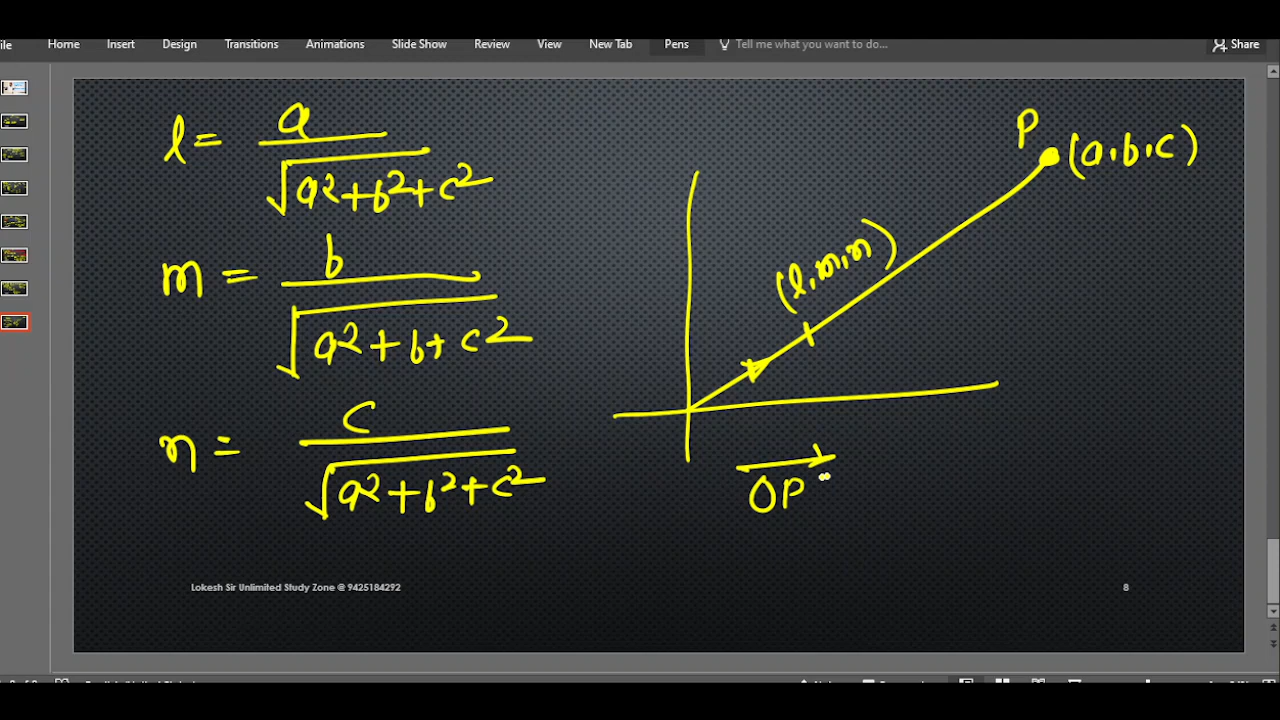 File Home Insert Design Transitions Animations Slide Show Review View New Tab Pens Tell me what you want to do... Share
l = a / √(a²+b²+c²)
m = b / √(a²+b+c²)
n = c / √(a²+b²+c²)
P (a,b,c)
(l,m,n)
OP
Lokesh Sir Unlimited Study Zone @ 9425184292
8